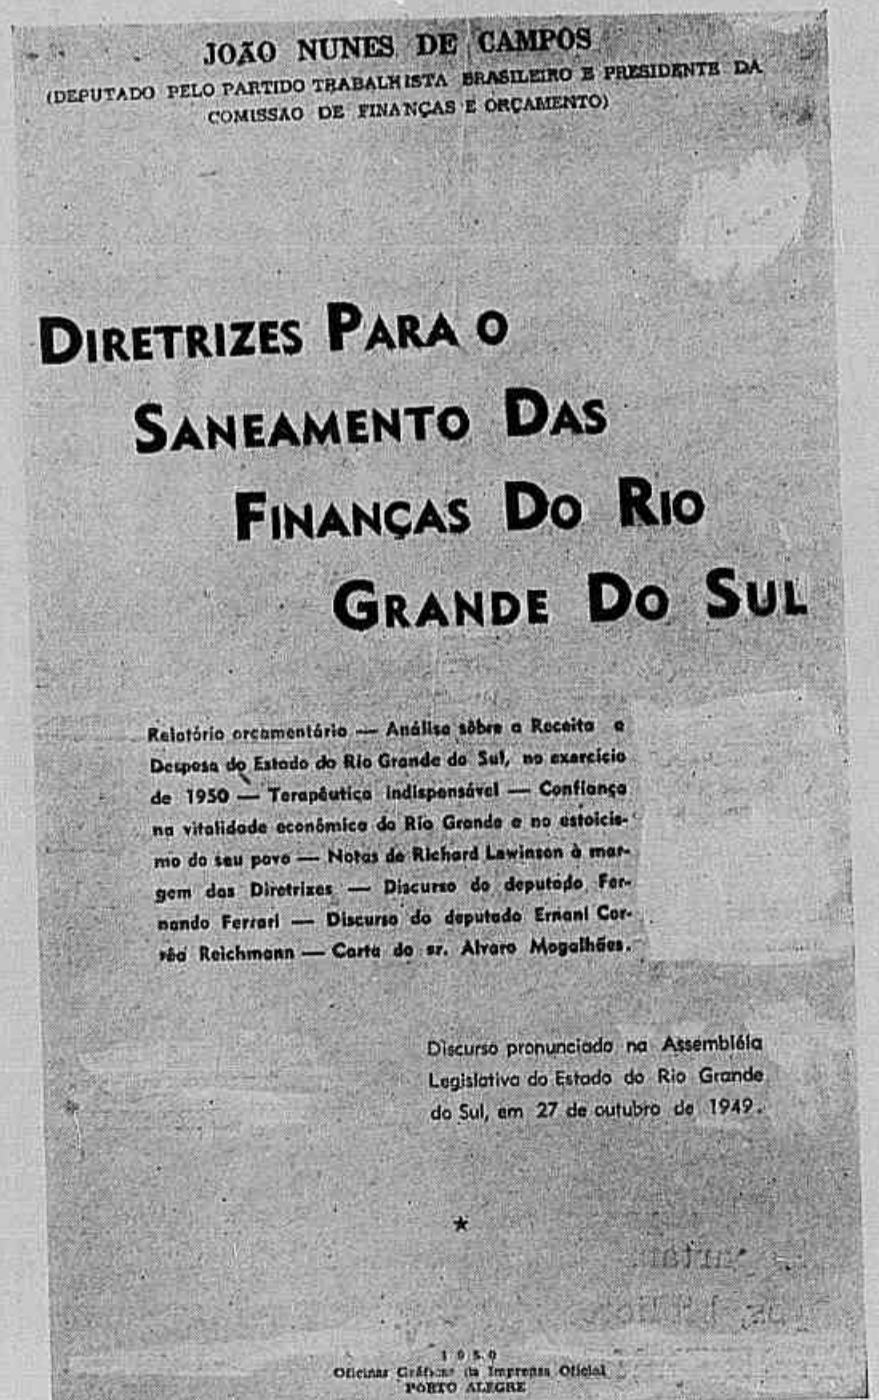 JOÃO NUNES DE CAMPOS
(DEPUTADO PELO PARTIDO TRABALHISTA BRASILEIRO E PRESIDENTE DA
COMISSAO DE FINANÇAS E ORÇAMENTO)
DIRETRIZES PARA O
SANEAMENTO DAS
FINANÇAS DO RIO
GRANDE DO SUL
Relatório orçamentário — Análise sôbre a Receita e
Despesa do Estado do Rio Grande do Sul, no exercício
de 1950 — Terapêutica indispensável — Confiança
na vitalidade econômica do Rio Grande e no estoicis-
mo do seu povo — Notas de Richard Lewinson à mar-
gem das Diretrizes — Discurso do deputado Fer-
nando Ferrari — Discurso do deputado Ernani Cor-
rêa Reichmann — Carta do sr. Alvaro Magalhães.
Discurso pronunciado na Assembléia
Legislativa do Estado do Rio Grande
do Sul, em 27 de outubro de 1949.
★
1950
Oficinas Gráficas da Imprensa Oficial
PORTO ALEGRE